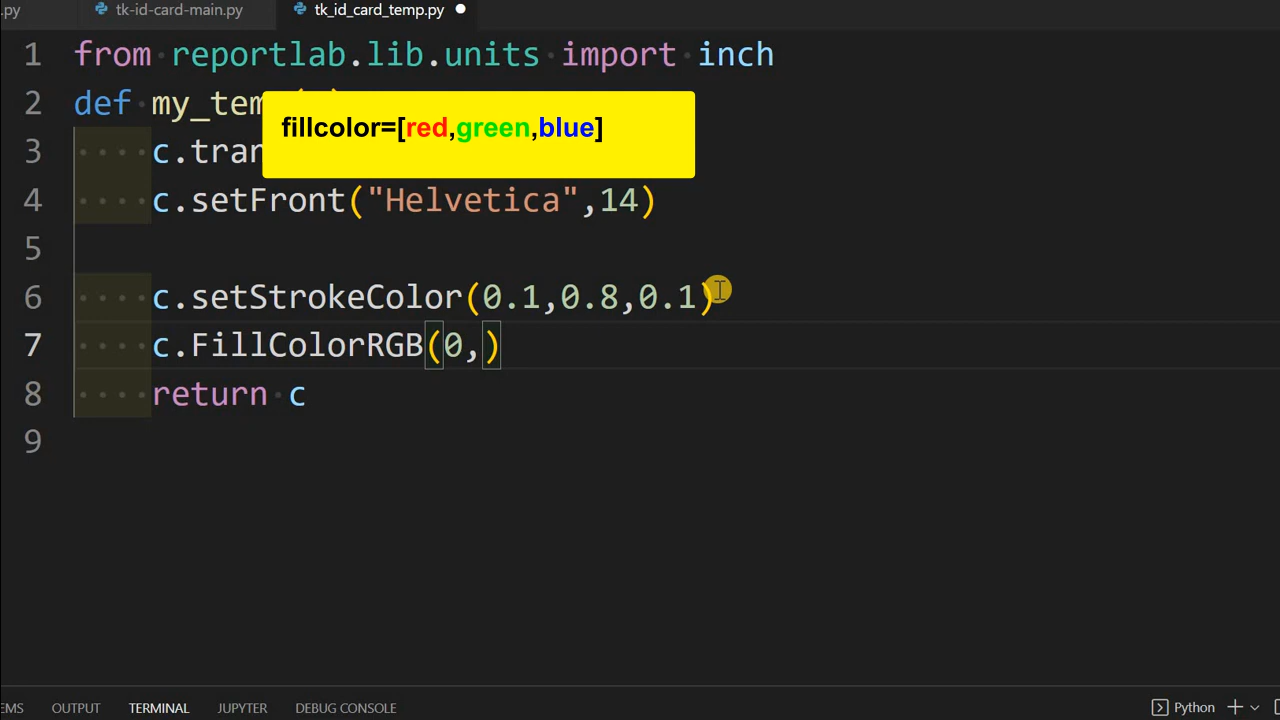 .py tk-id-card-main.py tk_id_card_temp.py
1 from reportlab.lib.units import inch
2 def my_tem
fillcolor=[red,green,blue]
3 c.tran
4 c.setFront("Helvetica",14)
5
6 c.setStrokeColor(0.1,0.8,0.1)
7 c.FillColorRGB(0,)
8 return c
9
EMS OUTPUT TERMINAL JUPYTER DEBUG CONSOLE Python